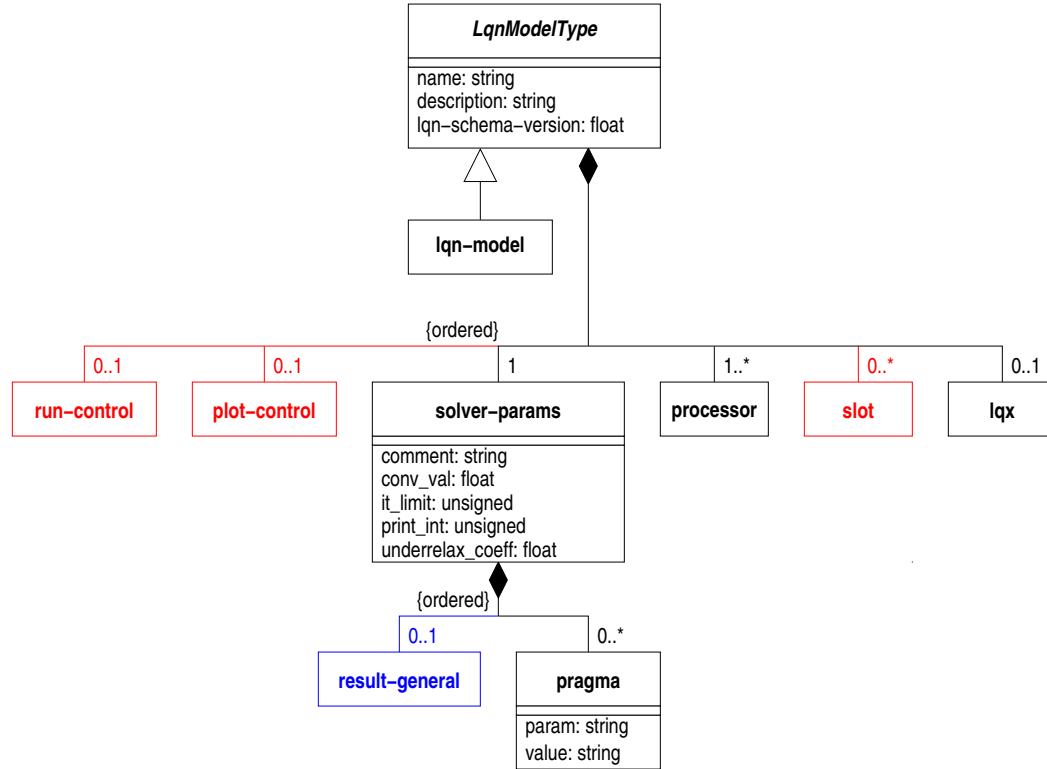 LqnModelType
name: string
description: string
lqn−schema−version: float
lqn−model
{ordered}
0..1
0..1
1
1..*
0..*
0..1
run−control
plot−control
solver−params
processor
slot
lqx
comment: string
conv_val: float
it_limit: unsigned
print_int: unsigned
underrelax_coeff: float
{ordered}
0..1
0..*
result−general
pragma
param: string
value: string